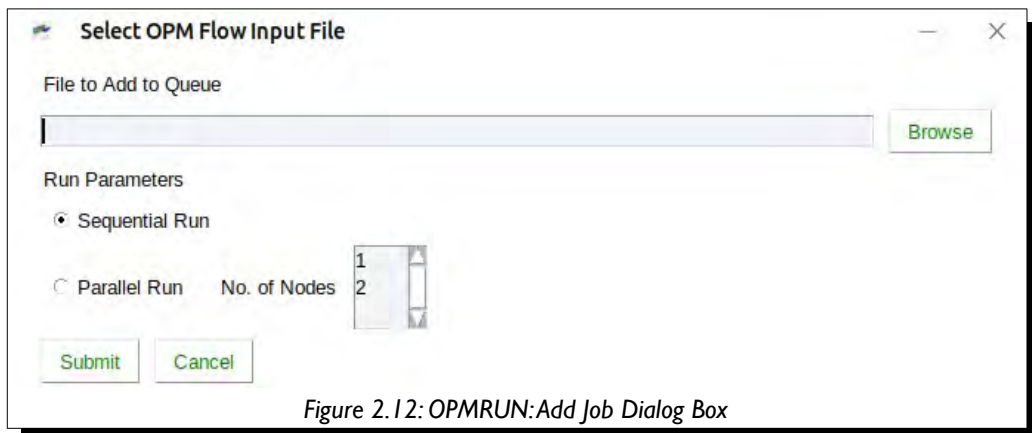 Select OPM Flow Input File
File to Add to Queue
Browse
Run Parameters
Sequential Run
1
Parallel Run No. of Nodes 2
Submit Cancel
Figure 2.12: OPMRUN: Add Job Dialog Box